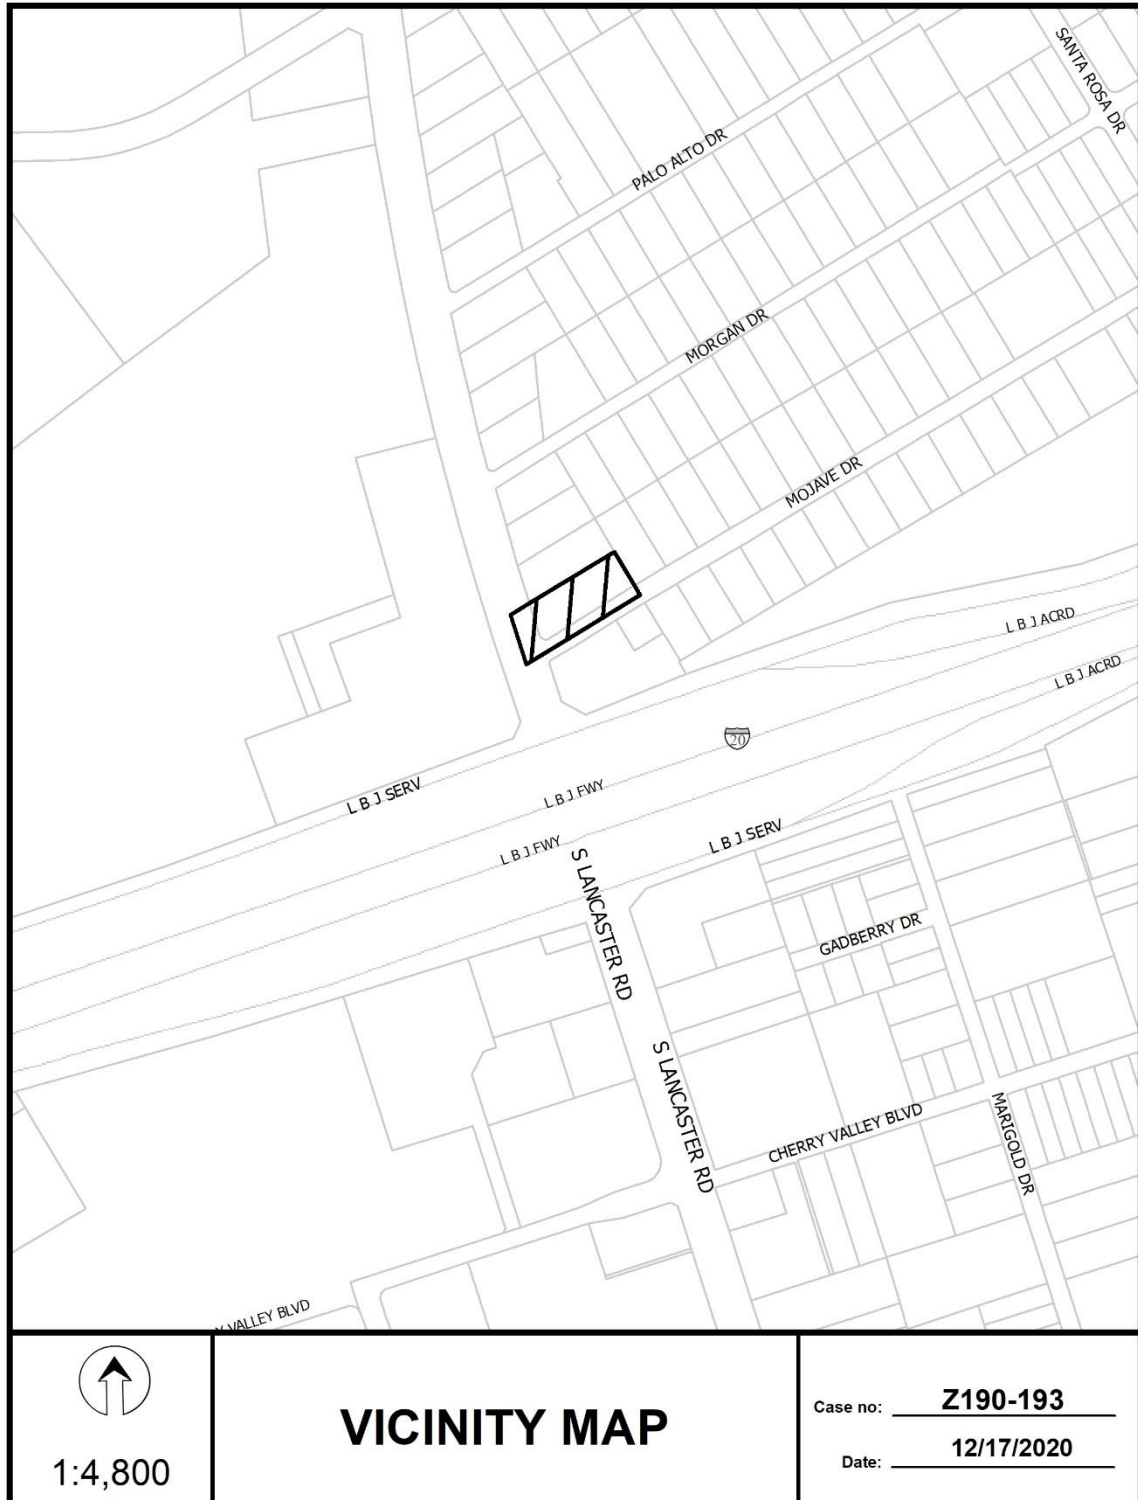 SANTA ROSA DR
PALO ALTO DR
MORGAN DR
MOJAVE DR
L B J ACRD
L B J ACRD
20
L B J SERV
L B J FWY
L B J FWY
L B J SERV
S LANCASTER RD
GADBERRY DR
S LANCASTER RD
CHERRY VALLEY BLVD
MARIGOLD DR
VALLEY BLVD
1:4,800
VICINITY MAP
Case no: Z190-193
Date: 12/17/2020